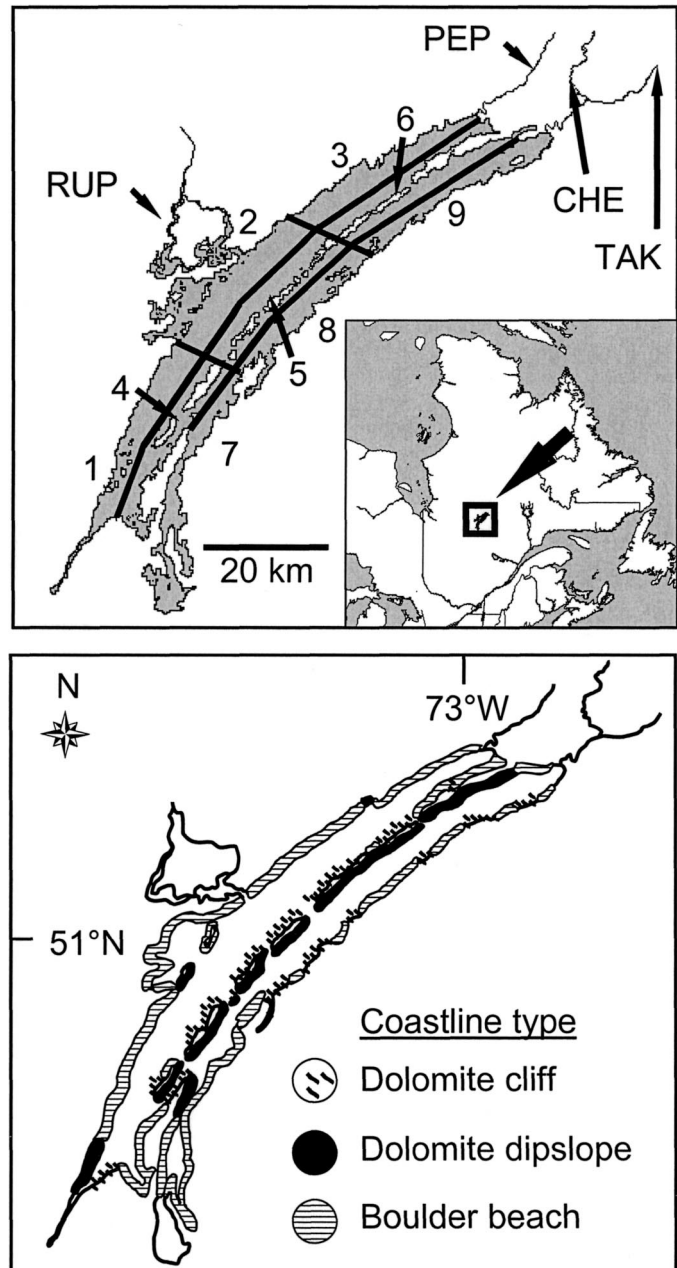 PEP
6
3
RUP
2
9
CHE
TAK
8
5
4
7
1
20 km
N
73°W
51°N
Coastline type
Dolomite cliff
Dolomite dipslope
Boulder beach